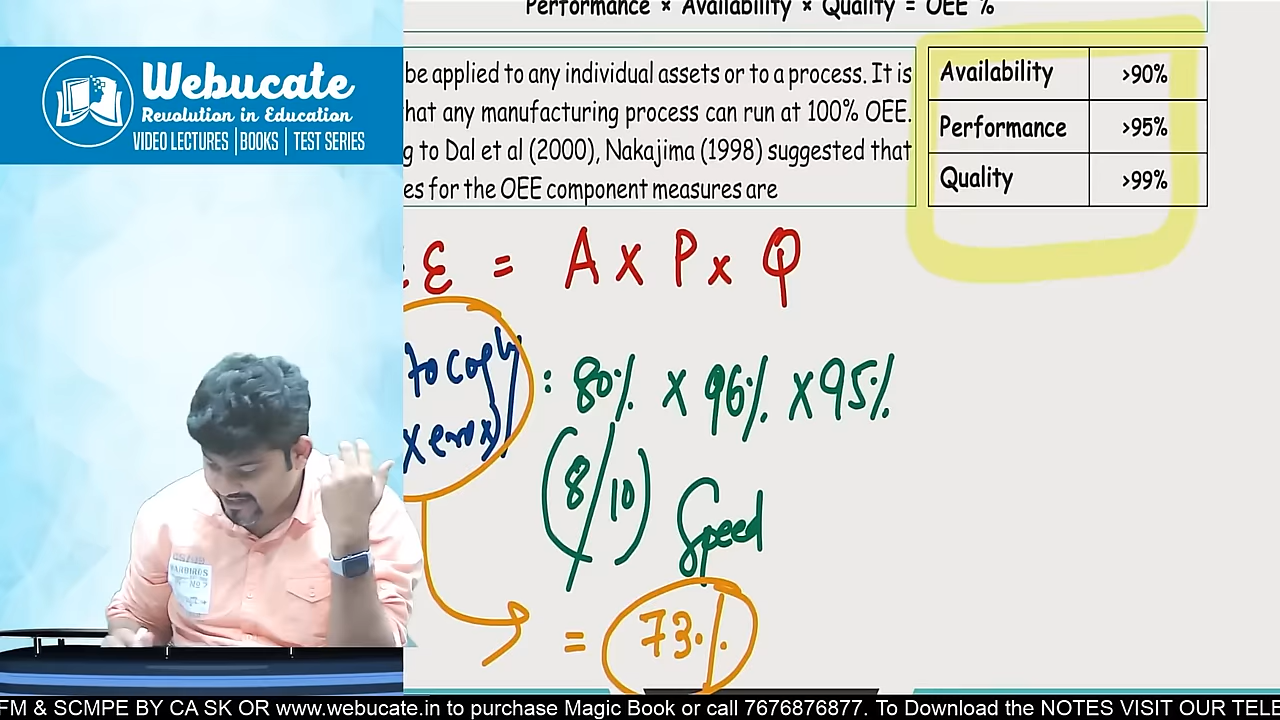 Performance × Availability × Quality = OEE %
Webucate
Revolution in Education
VIDEO LECTURES | BOOKS | TEST SERIES
be applied to any individual assets or to a process. It is
hat any manufacturing process can run at 100% OEE.
g to Dal et al (2000), Nakajima (1998) suggested that
es for the OEE component measures are
Availability >90%
Performance >95%
Quality >99%
E = A x P x Q
tocopy : 80% x 96% x 95%
xerox
(8/10) Speed
= 73%
FM & SCMPE BY CA SK OR www.webucate.in to purchase Magic Book or call 7676876877. To Download the NOTES VISIT OUR TELE